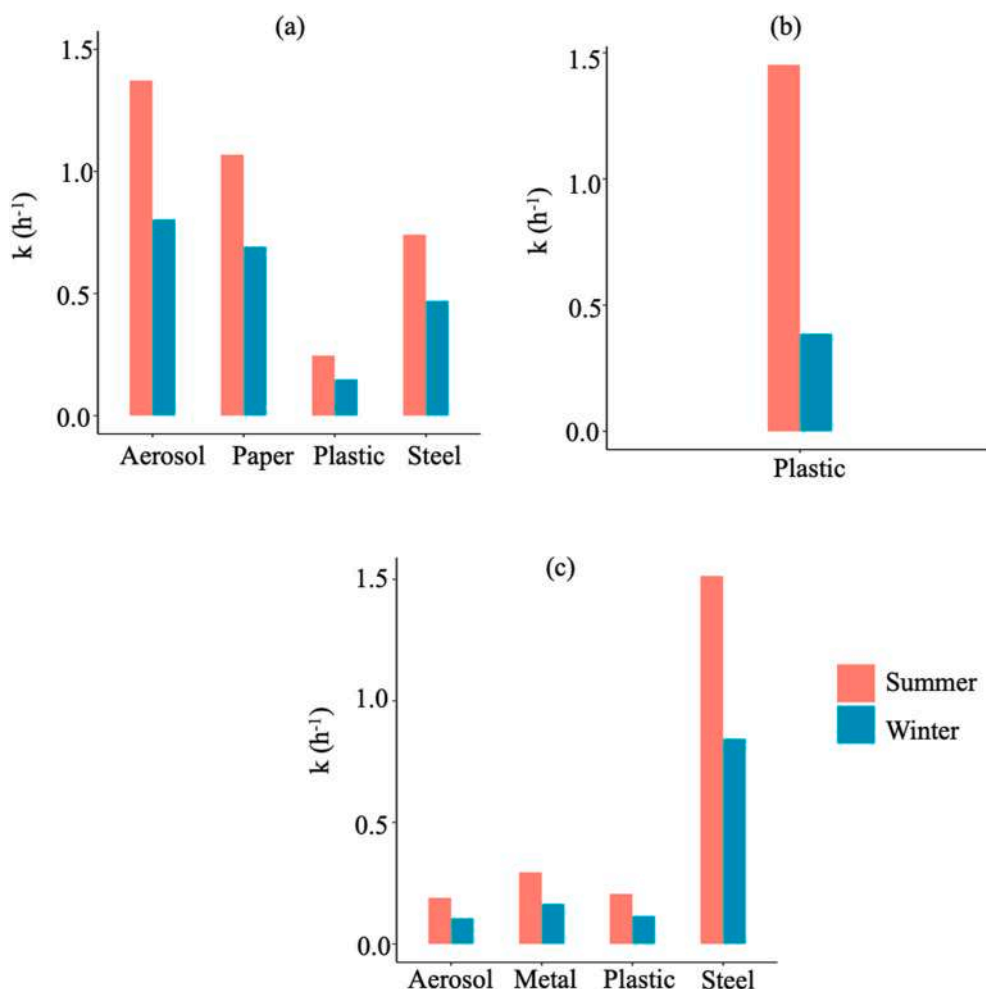 (a)
1.5
1.0
0.5
0.0
k (h⁻¹)
Aerosol Paper Plastic Steel
(b)
1.5
1.0
0.5
0.0
k (h⁻¹)
Plastic
(c)
1.5
1.0
0.5
0.0
k (h⁻¹)
Aerosol Metal Plastic Steel
Summer
Winter